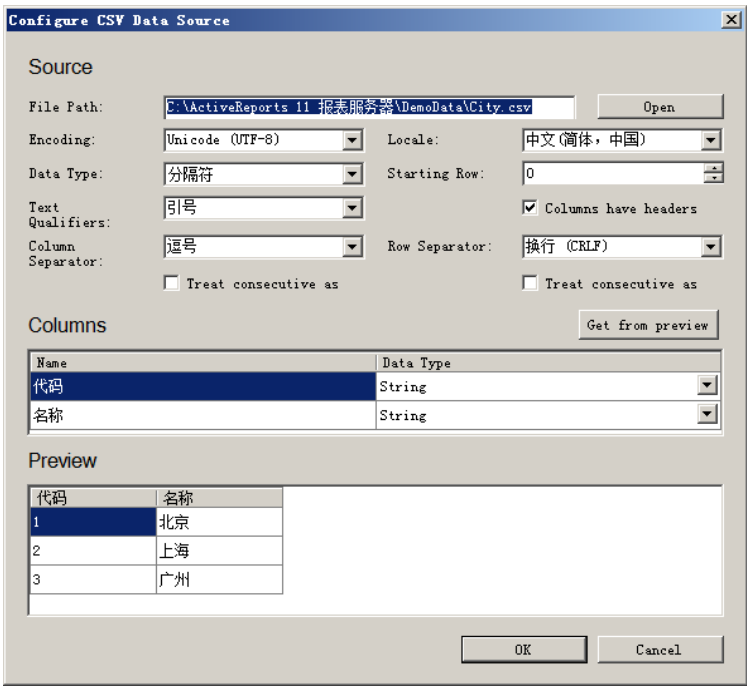 Configure CSV Data Source
Source
File Path: C:\ActiveReports 11 报表服务器\DemoData\City.csv Open
Encoding: Unicode (UTF-8) Locale: 中文(简体，中国)
Data Type: 分隔符 Starting Row: 0
Text Qualifiers: 引号 Columns have headers
Column Separator: 逗号 Row Separator: 换行 (CRLF)
Treat consecutive as Treat consecutive as
Columns Get from preview
Name Data Type
代码 String
名称 String
Preview
代码 名称
1 北京
2 上海
3 广州
OK Cancel